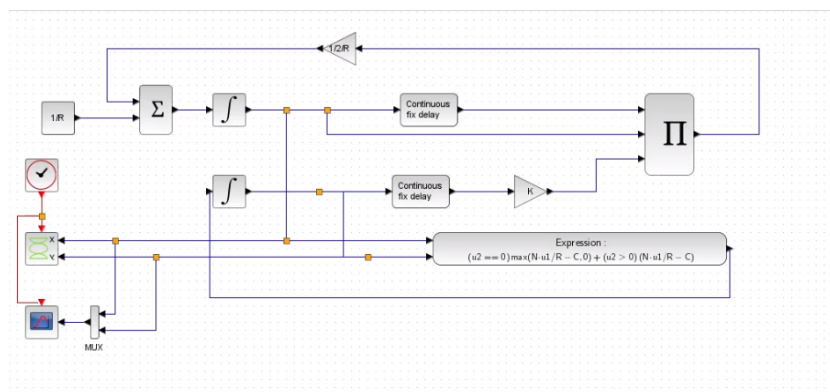 1/2/R
1/R
Σ
∫
Continuous
fix delay
Π
∫
Continuous
fix delay
K
X
Y
Expression :
(u2 == 0) max(N·u1/R − C, 0) + (u2 > 0) (N·u1/R − C)
MUX